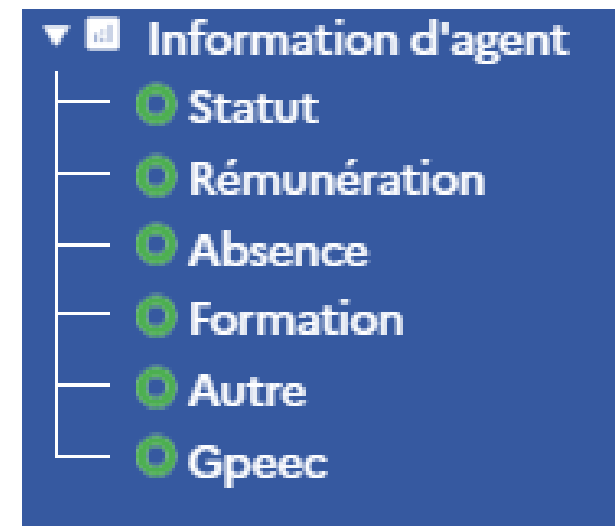 Information d'agent
Statut
Rémunération
Absence
Formation
Autre
Gpeec